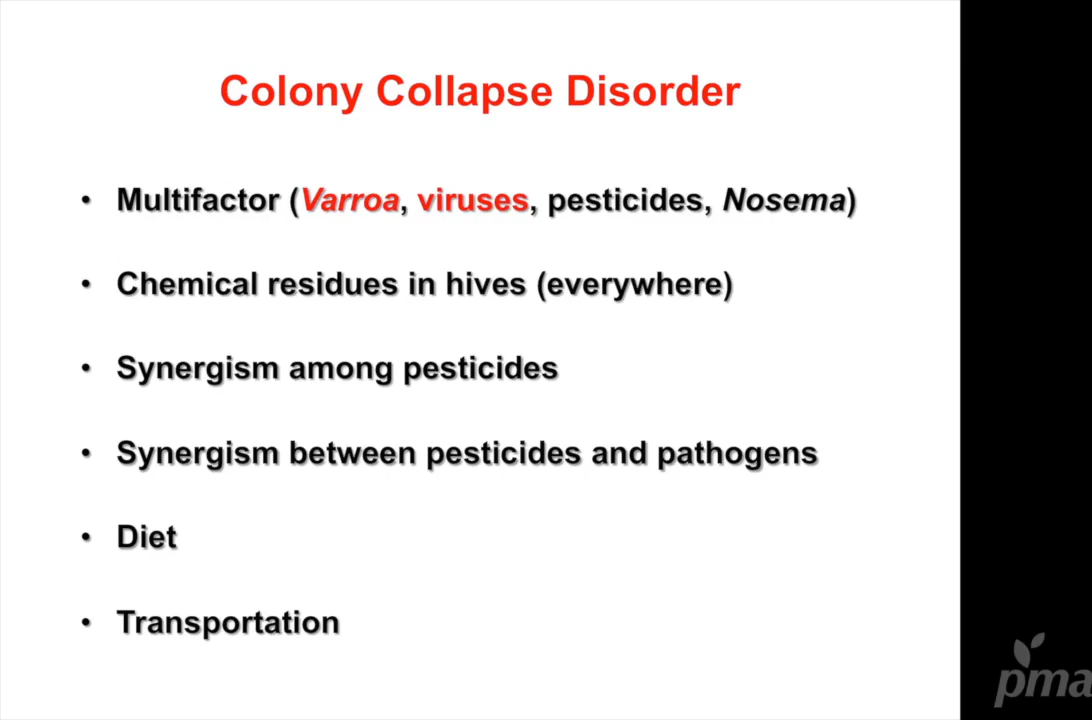 Colony Collapse Disorder
• Multifactor (Varroa, viruses, pesticides, Nosema)
• Chemical residues in hives (everywhere)
• Synergism among pesticides
• Synergism between pesticides and pathogens
• Diet
• Transportation
pma